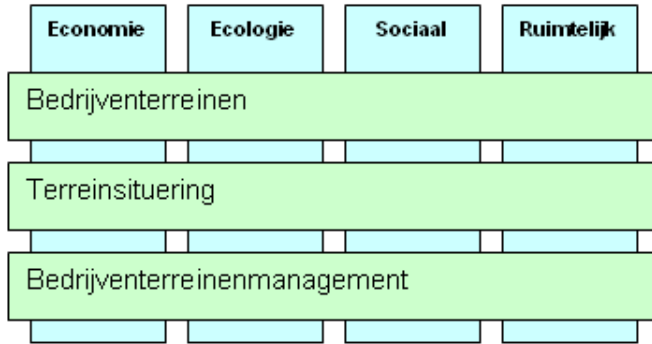 Economie Ecologie Sociaal Ruimtelijk
Bedrijventerreinen
Terreinsituering
Bedrijventerreinenmanagement